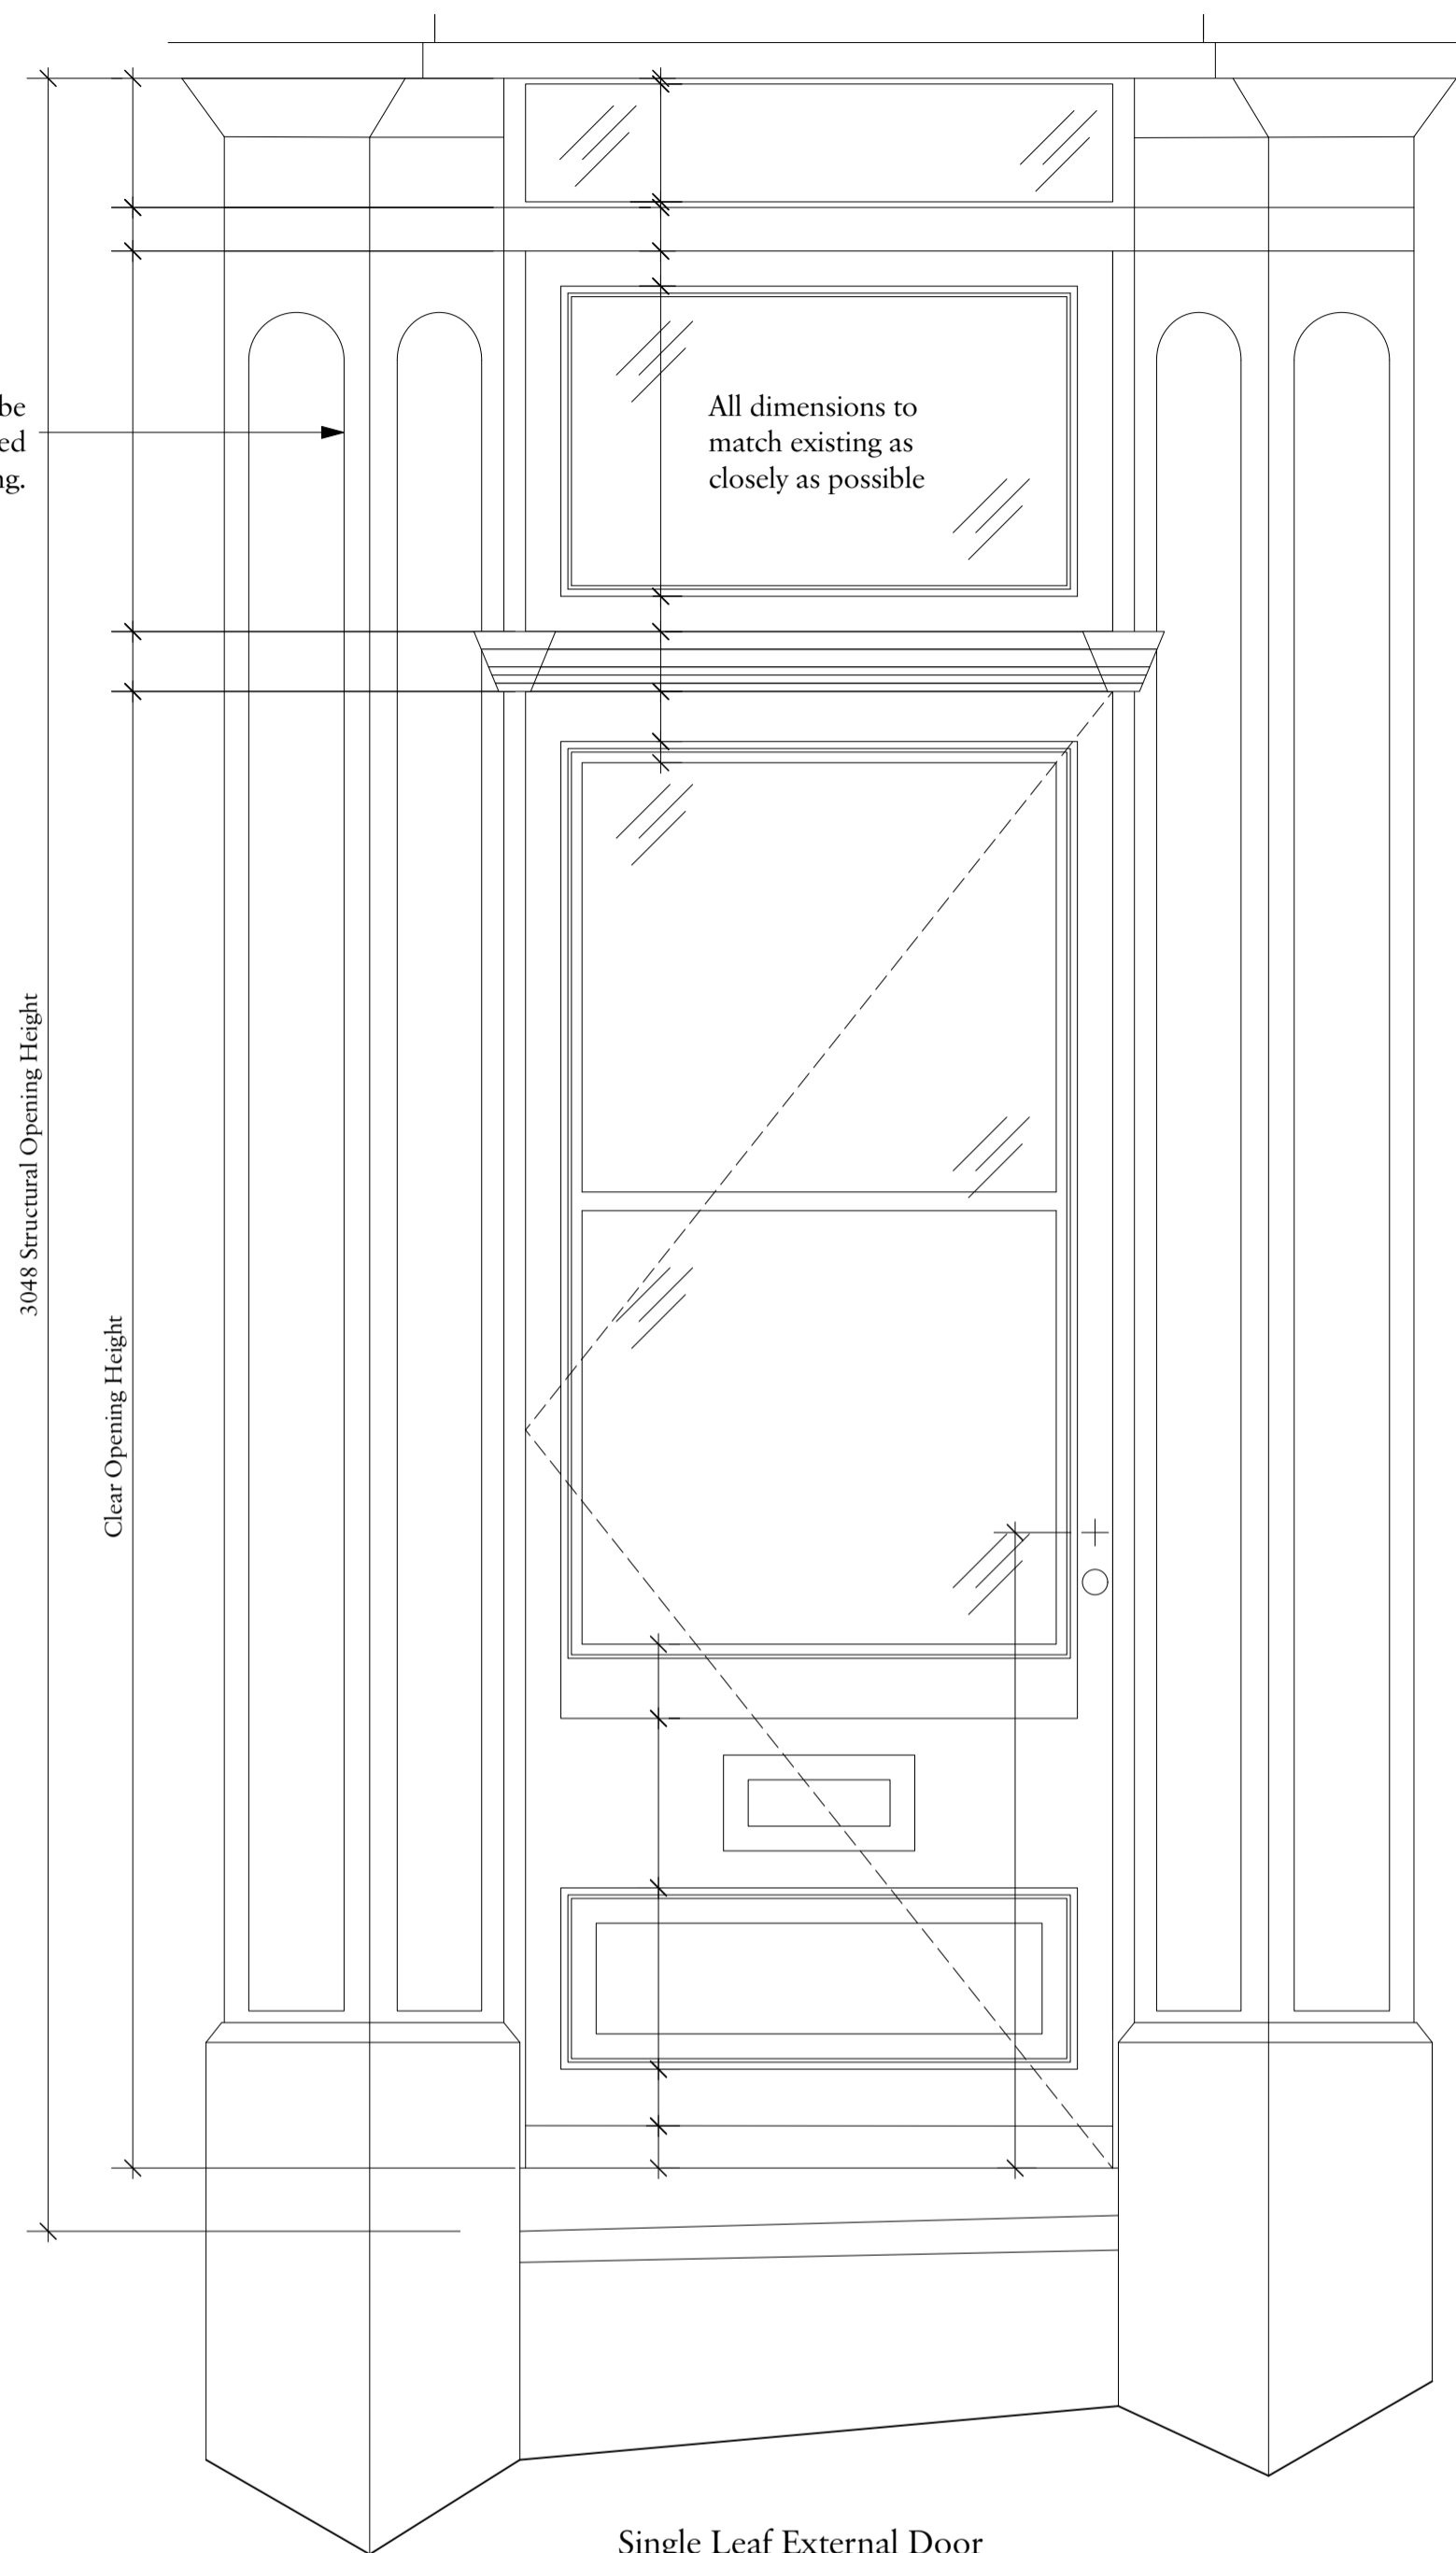 be
ed
ng.
All dimensions to
match existing as
closely as possible
3048 Structural Opening Height
Clear Opening Height
Single Leaf External Door